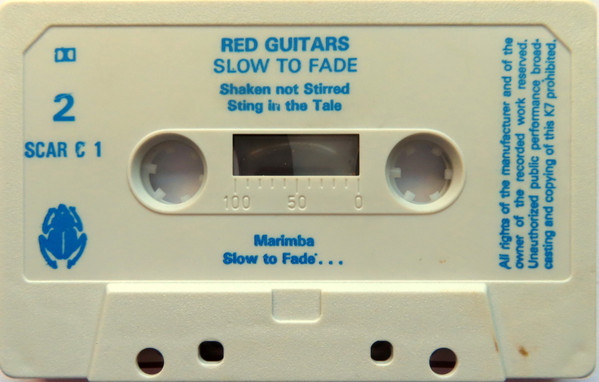 RED GUITARS
SLOW TO FADE
Shaken not Stirred
Sting in the Tale
2
SCAR C 1
100 50 0
Marimba
Slow to Fade . . .
All rights of the manufacturer and of the
owner of the recorded work reserved.
Unauthorized public performance broad-
casting and copying of this K7 prohibited.